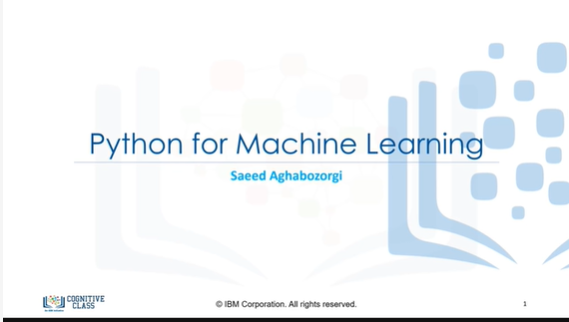 Python for Machine Learning
Saeed Aghabozorgi
COGNITIVE
CLASS
© IBM Corporation. All rights reserved.
1